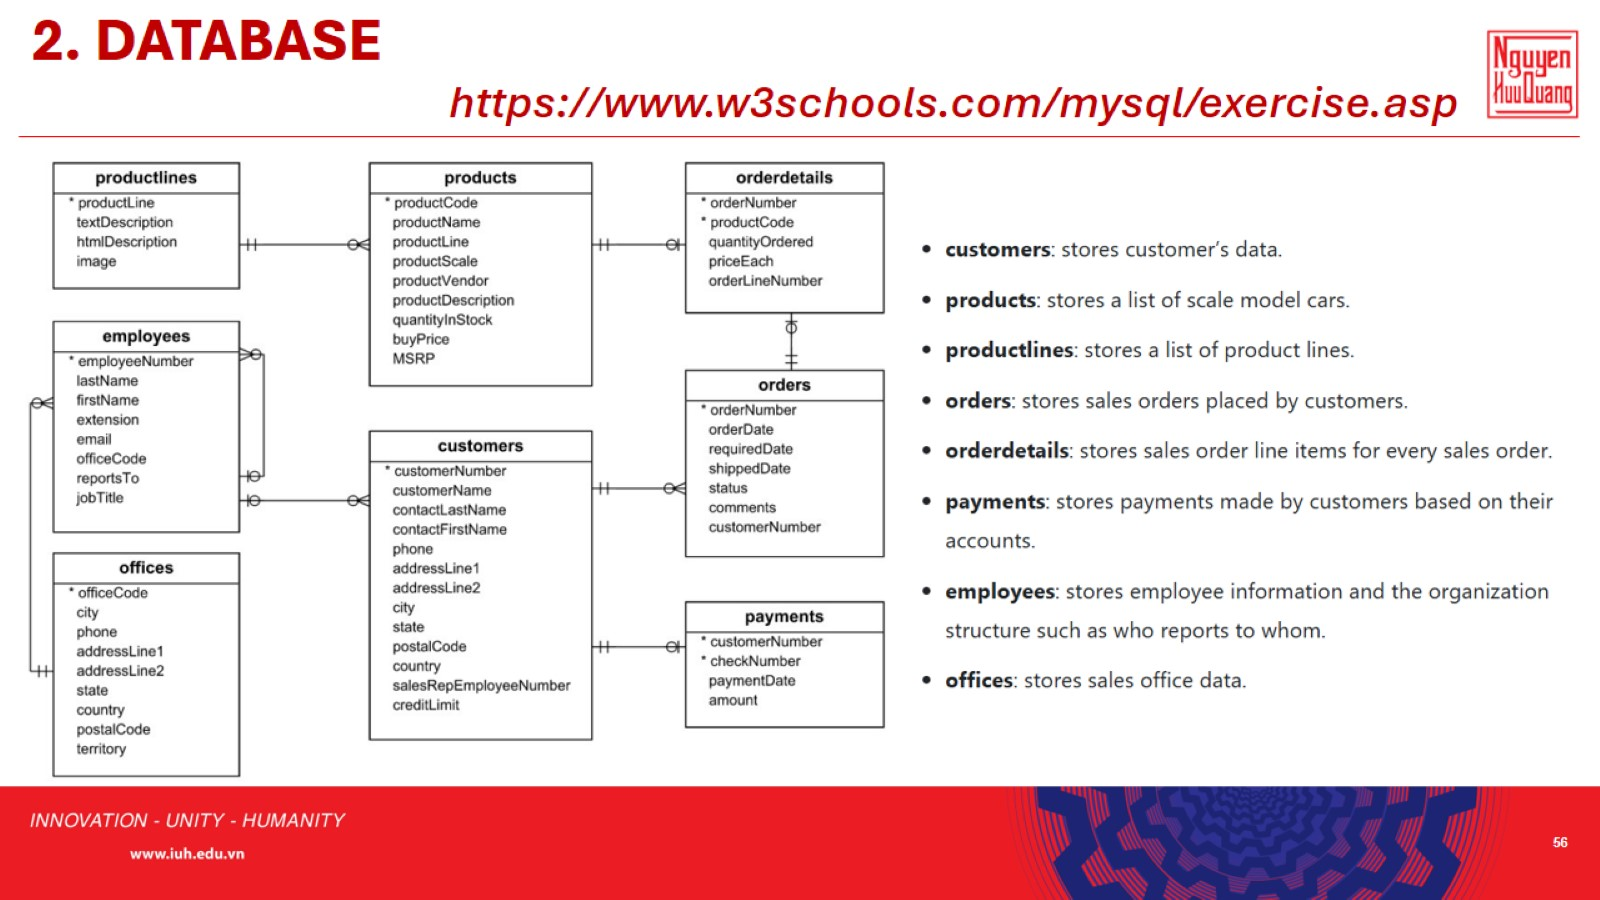 2. DATABASE
https://www.w3schools.com/mysql/exercise.asp
Nguyen
HuuQuang
productlines
* productLine
textDescription
htmlDescription
image
products
* productCode
productName
productLine
productScale
productVendor
productDescription
quantityInStock
buyPrice
MSRP
orderdetails
* orderNumber
* productCode
quantityOrdered
priceEach
orderLineNumber
employees
* employeeNumber
lastName
firstName
extension
email
officeCode
reportsTo
jobTitle
customers
* customerNumber
customerName
contactLastName
contactFirstName
phone
addressLine1
addressLine2
city
state
postalCode
country
salesRepEmployeeNumber
creditLimit
orders
* orderNumber
orderDate
requiredDate
shippedDate
status
comments
customerNumber
offices
* officeCode
city
phone
addressLine1
addressLine2
state
country
postalCode
territory
payments
* customerNumber
* checkNumber
paymentDate
amount
• customers: stores customer’s data.
• products: stores a list of scale model cars.
• productlines: stores a list of product lines.
• orders: stores sales orders placed by customers.
• orderdetails: stores sales order line items for every sales order.
• payments: stores payments made by customers based on their
accounts.
• employees: stores employee information and the organization
structure such as who reports to whom.
• offices: stores sales office data.
INNOVATION - UNITY - HUMANITY
www.iuh.edu.vn
56